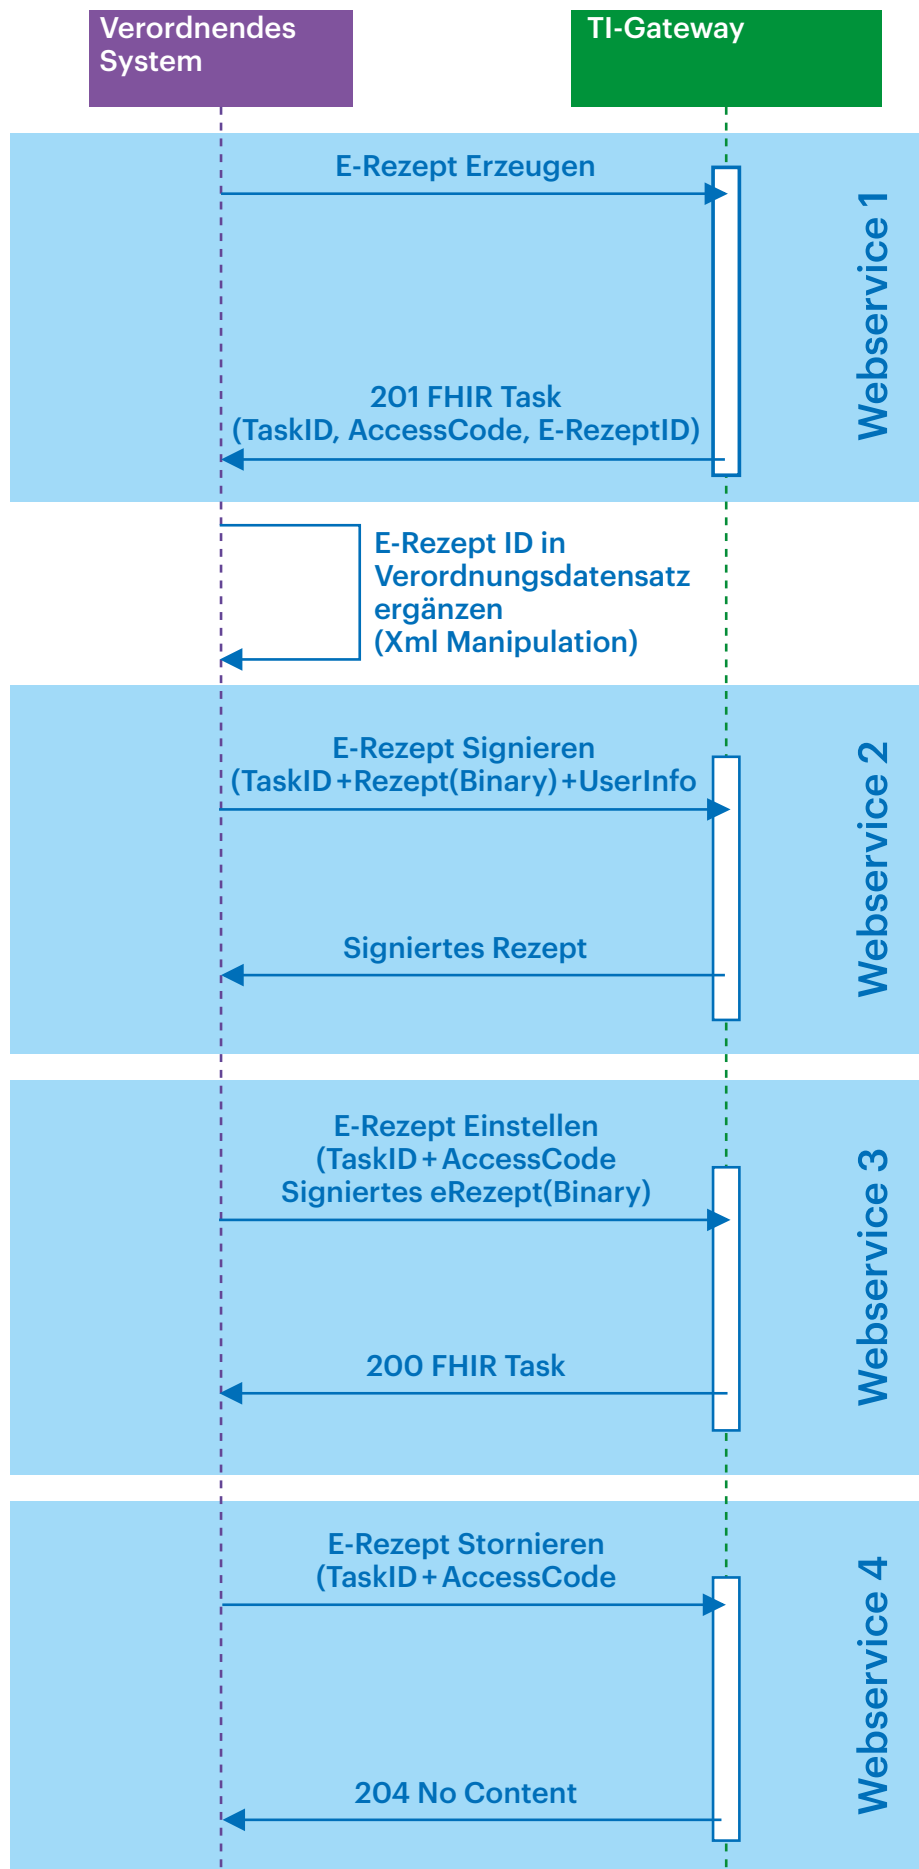 Verordnendes
System
TI-Gateway
E-Rezept Erzeugen
201 FHIR Task
(TaskID, AccessCode, E-RezeptID)
Webservice 1
E-Rezept ID in
Verordnungsdatensatz
ergänzen
(Xml Manipulation)
E-Rezept Signieren
(TaskID+Rezept(Binary)+UserInfo
Signiertes Rezept
Webservice 2
E-Rezept Einstellen
(TaskID+AccessCode
Signiertes eRezept(Binary)
200 FHIR Task
Webservice 3
E-Rezept Stornieren
(TaskID+AccessCode
204 No Content
Webservice 4